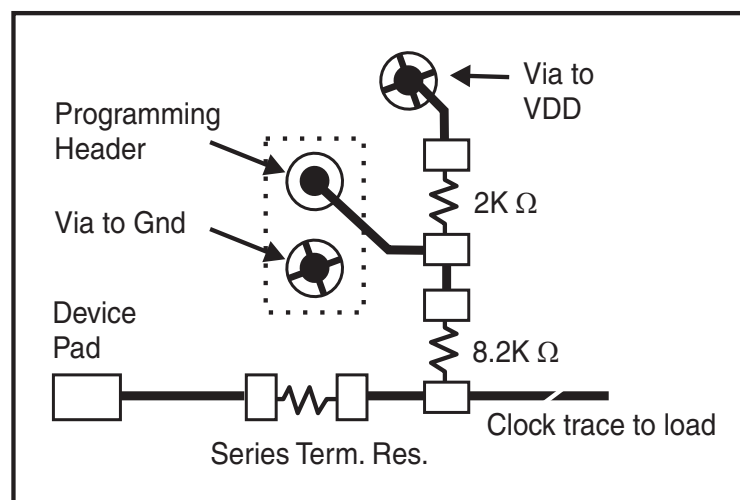 Via to
VDD
Programming
Header
2K Ω
Via to Gnd
Device
Pad
8.2K Ω
Clock trace to load
Series Term. Res.